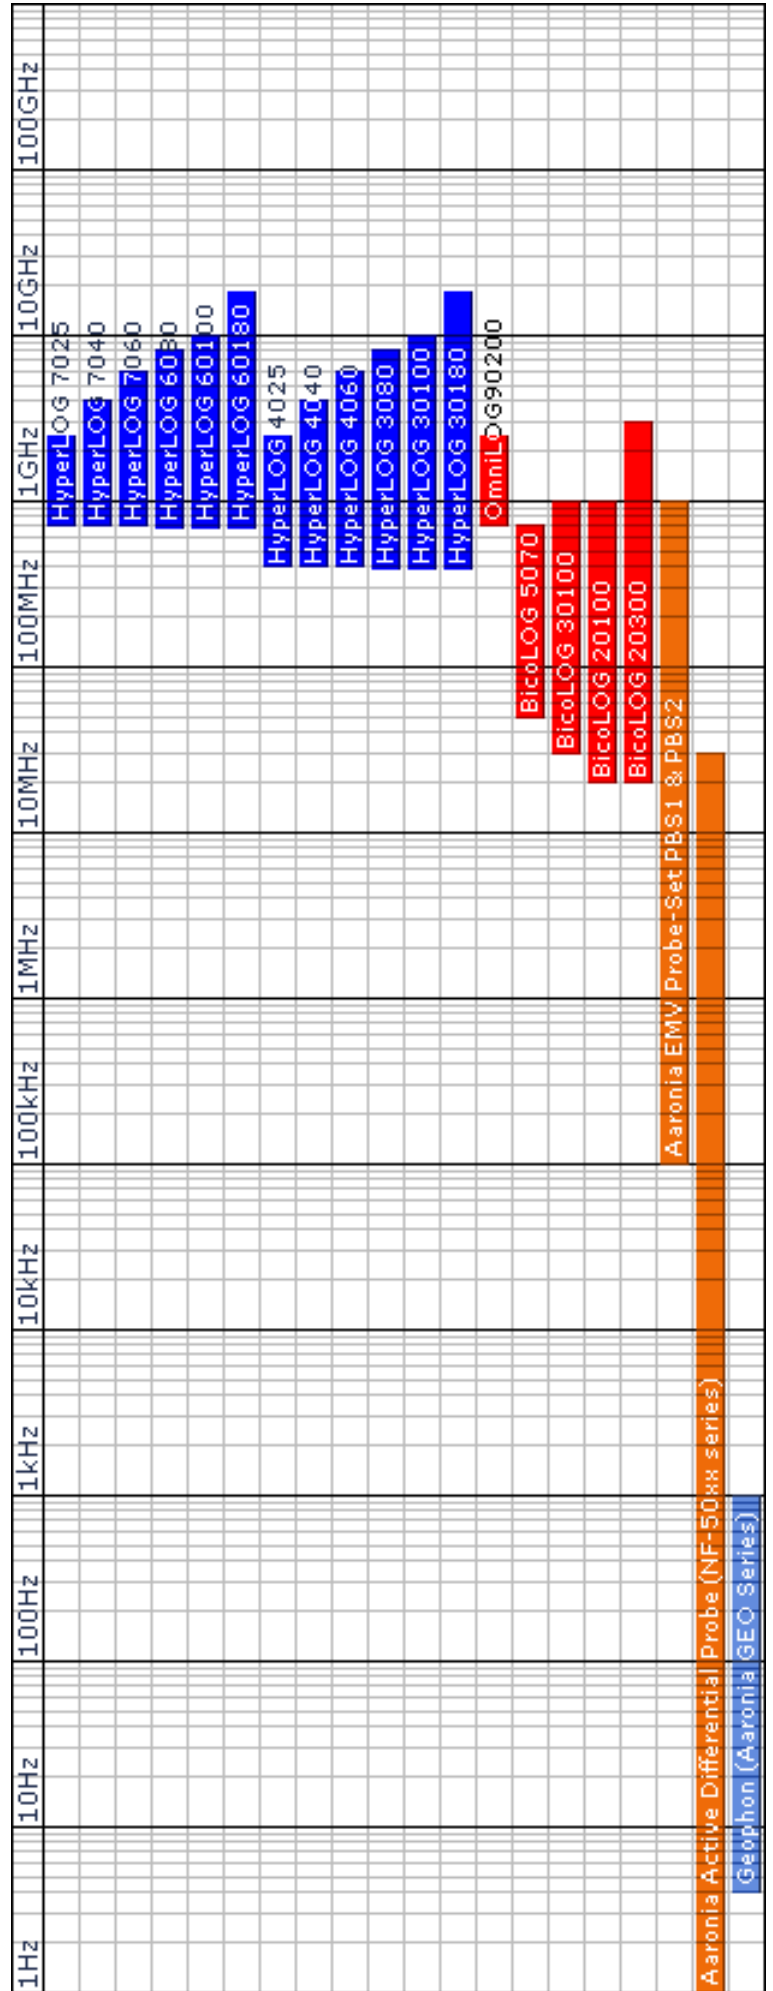 1Hz
10Hz
100Hz
1kHz
10kHz
100kHz
1MHz
10MHz
100MHz
1GHz
10GHz
100GHz
HyperLOG 7025
HyperLOG 7040
HyperLOG 7060
HyperLOG 6080
HyperLOG 60100
HyperLOG 60180
HyperLOG 4025
HyperLOG 4040
HyperLOG 4060
HyperLOG 3080
HyperLOG 30100
HyperLOG 30180
OmniLOG90200
BicoLOG 5070
BicoLOG 30100
BicoLOG 20100
BicoLOG 20300
Aaronia EMV Probe-Set PBS1 & PBS2
Aaronia Active Differential Probe (NF-50xx series)
Geophon (Aaronia GEO Series)